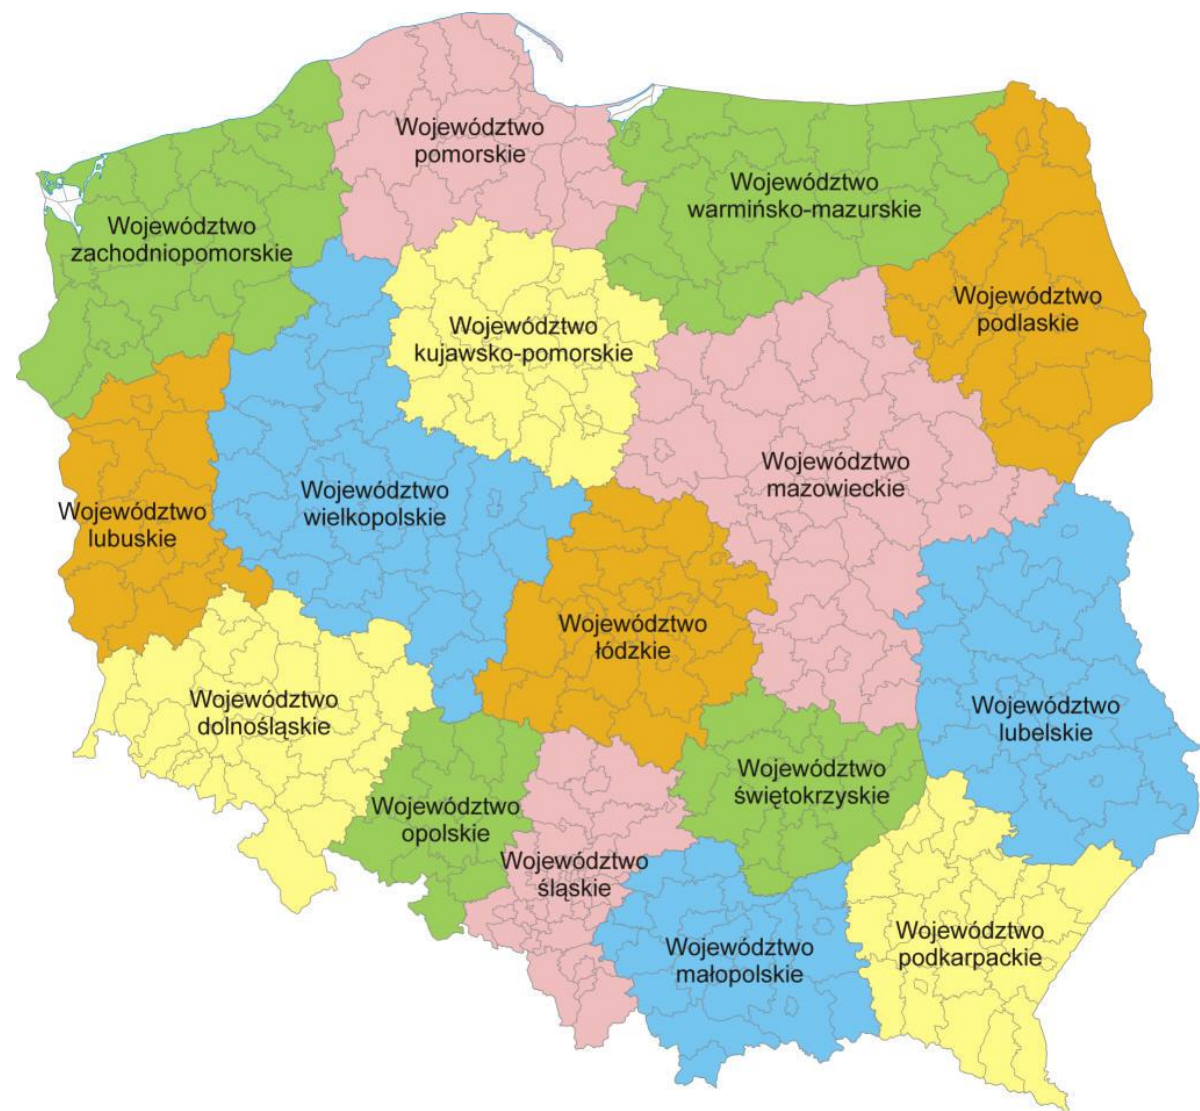 Województwo
pomorskie
Województwo
warmińsko-mazurskie
Województwo
zachodniopomorskie
Województwo
podlaskie
Województwo
kujawsko-pomorskie
Województwo
mazowieckie
Województwo
wielkopolskie
Województwo
lubuskie
Województwo
łódzkie
Województwo
dolnośląskie
Województwo
lubelskie
Województwo
świętokrzyskie
Województwo
opolskie
Województwo
śląskie
Województwo
podkarpackie
Województwo
małopolskie